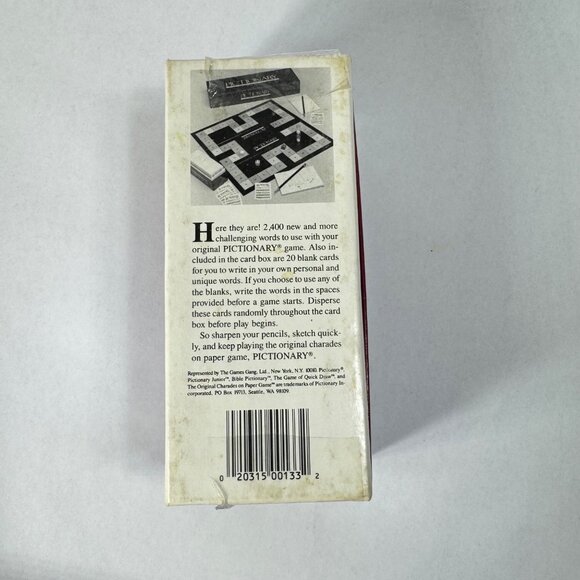 PICTIONARY
PICTIONARY
Here they are! 2,400 new and more
challenging words to use with your
original PICTIONARY® game. Also in-
cluded in the card box are 20 blank cards
for you to write in your own personal and
unique words. If you choose to use any of
the blanks, write the words in the spaces
provided before a game starts. Disperse
these cards randomly throughout the card
box before play begins.
So sharpen your pencils, sketch quick-
ly, and keep playing the original charades
on paper game, PICTIONARY®.
Represented by The Games Gang, Ltd., New York, N.Y. 10010. Pictionary®,
Pictionary Junior™, Bible Pictionary™, The Game of Quick Draw™, and
The Original Charades on Paper Game™ are trademarks of Pictionary In-
corporated, PO Box 19713, Seattle, WA 98109.
0 20315 00133 2